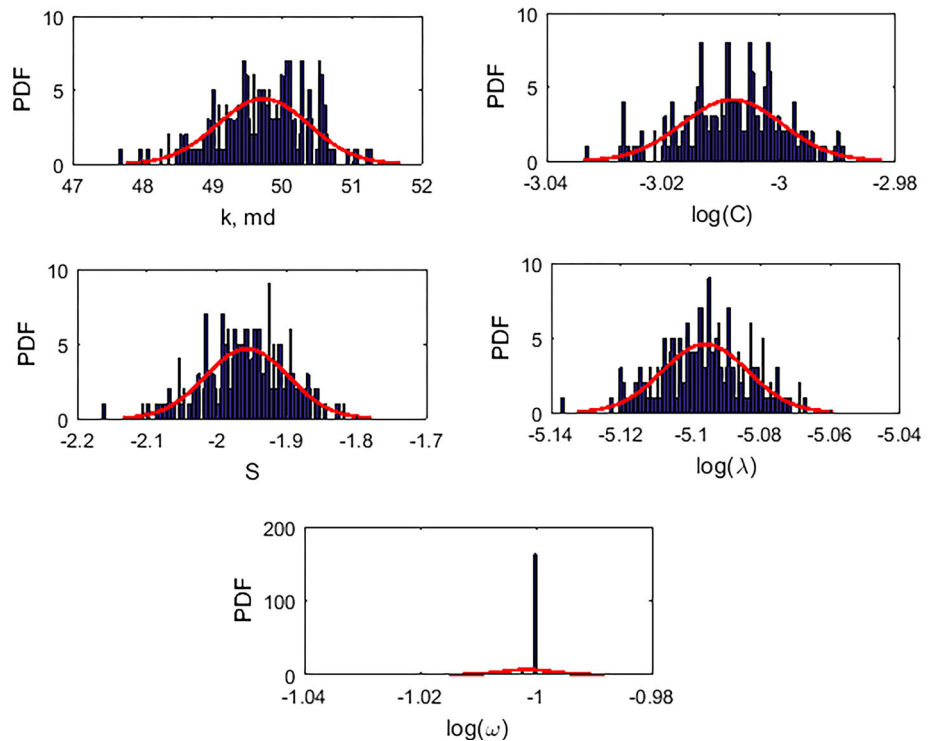 10
5
0
PDF
47 48 49 50 51 52
k, md
10
5
0
PDF
-3.04 -3.02 -3 -2.98
log(C)
10
5
0
PDF
-2.2 -2.1 -2 -1.9 -1.8 -1.7
S
10
5
0
PDF
-5.14 -5.12 -5.1 -5.08 -5.06 -5.04
log(λ)
200
100
0
PDF
-1.04 -1.02 -1 -0.98
log(ω)